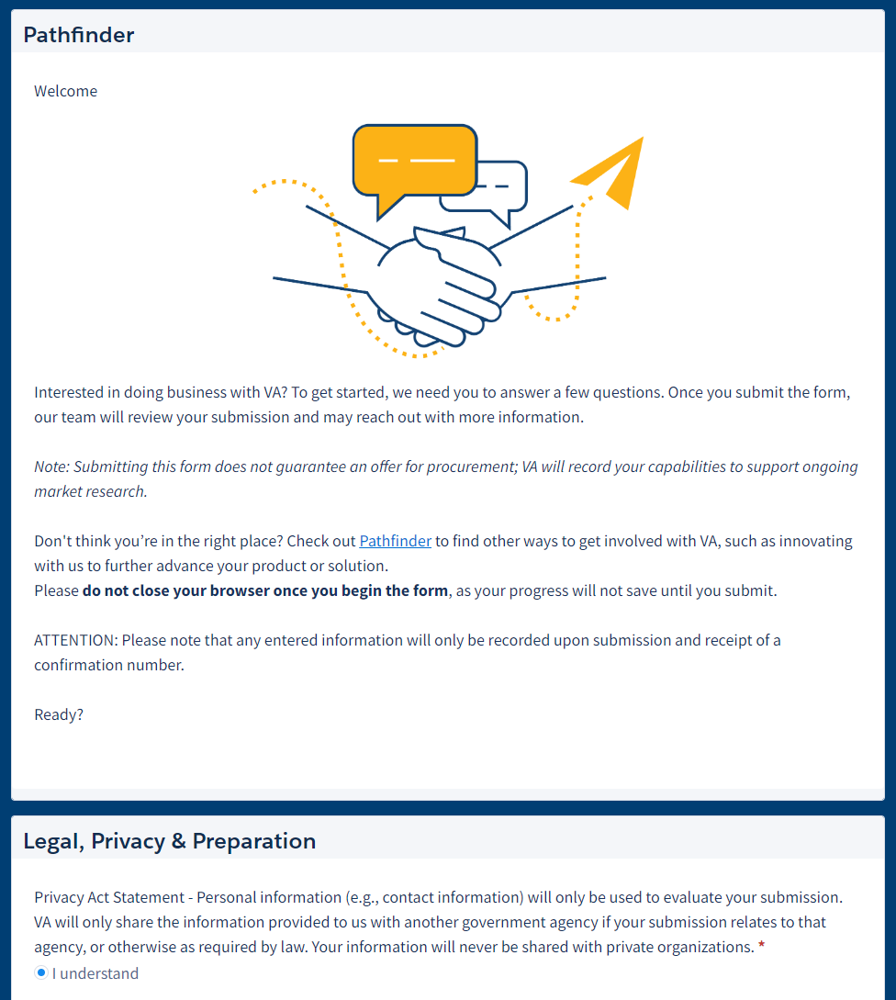 Pathfinder
Welcome
Interested in doing business with VA? To get started, we need you to answer a few questions. Once you submit the form,
our team will review your submission and may reach out with more information.
Note: Submitting this form does not guarantee an offer for procurement; VA will record your capabilities to support ongoing
market research.
Don't think you’re in the right place? Check out Pathfinder to find other ways to get involved with VA, such as innovating
with us to further advance your product or solution.
Please do not close your browser once you begin the form, as your progress will not save until you submit.
ATTENTION: Please note that any entered information will only be recorded upon submission and receipt of a
confirmation number.
Ready?
Legal, Privacy & Preparation
Privacy Act Statement - Personal information (e.g., contact information) will only be used to evaluate your submission.
VA will only share the information provided to us with another government agency if your submission relates to that
agency, or otherwise as required by law. Your information will never be shared with private organizations. *
I understand